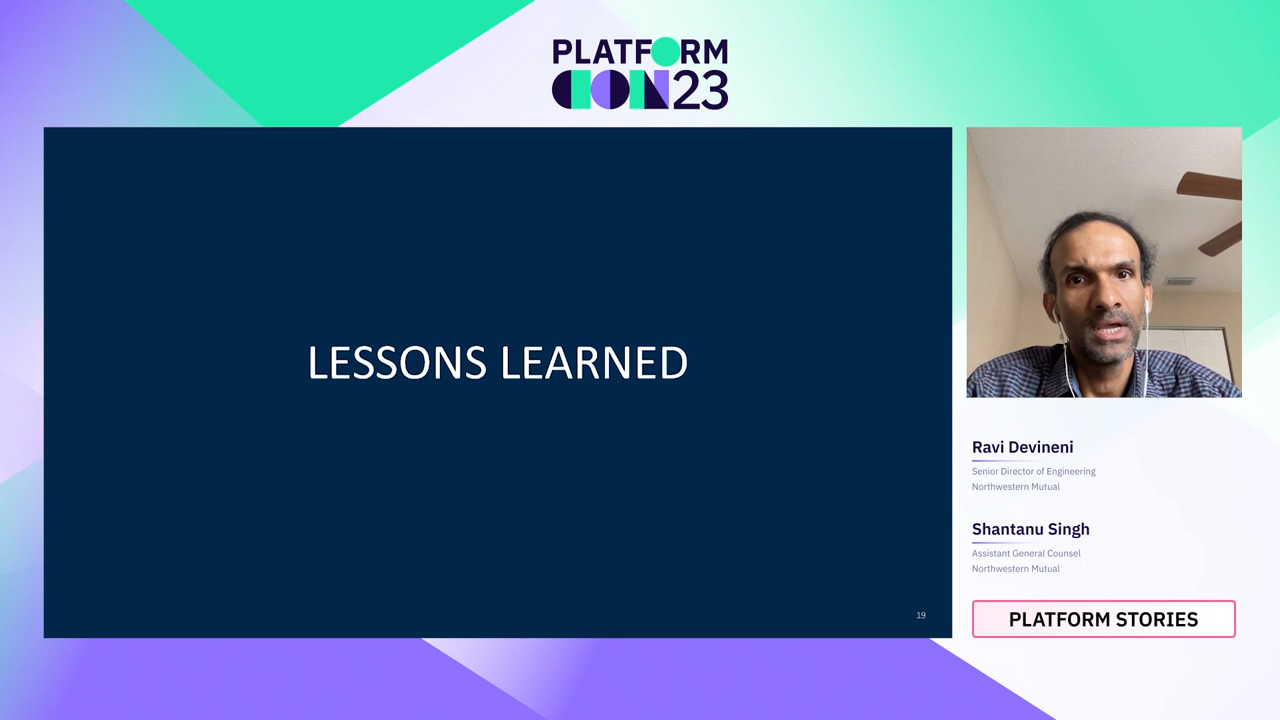 PLATFORM
CON23
LESSONS LEARNED
19
Ravi Devineni
Senior Director of Engineering
Northwestern Mutual
Shantanu Singh
Assistant General Counsel
Northwestern Mutual
PLATFORM STORIES